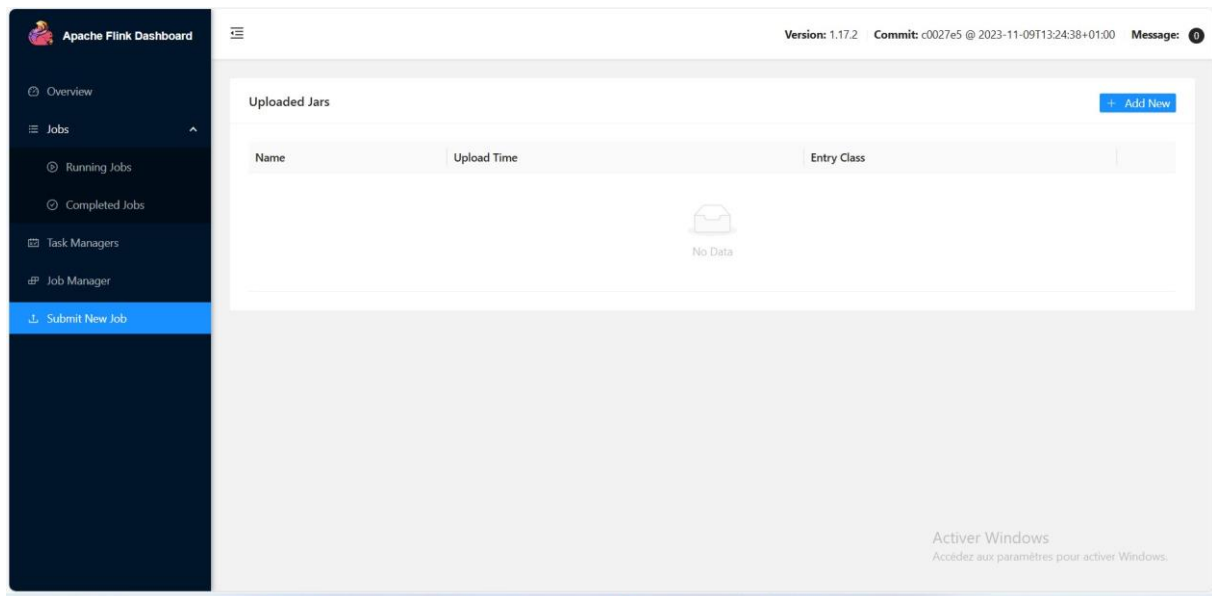 Apache Flink Dashboard
Version: 1.17.2 Commit: c0027e5 @ 2023-11-09T13:24:38+01:00 Message: 0
Overview
Jobs
Running Jobs
Completed Jobs
Task Managers
Job Manager
Submit New Job
Uploaded Jars
+ Add New
Name Upload Time Entry Class
No Data
Activer Windows
Accédez aux paramètres pour activer Windows.